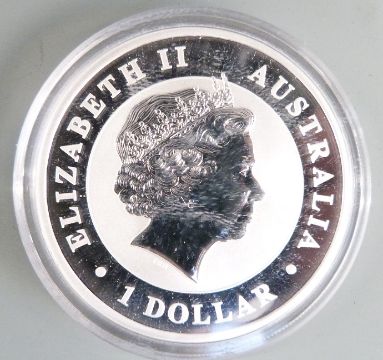 ELIZABETH II AUSTRALIA
• 1 DOLLAR •